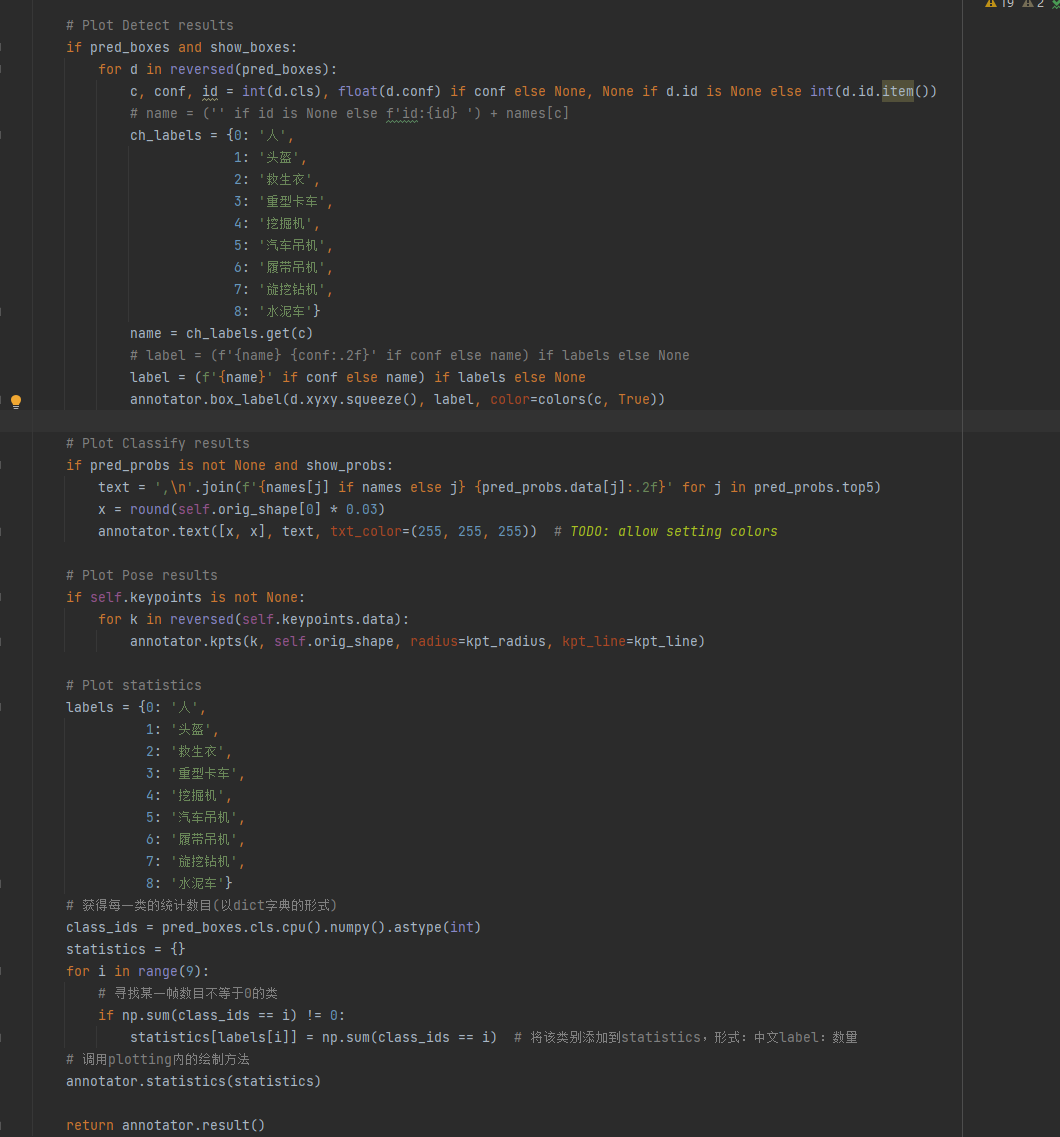 19 2
# Plot Detect results
if pred_boxes and show_boxes:
    for d in reversed(pred_boxes):
        c, conf, id = int(d.cls), float(d.conf) if conf else None, None if d.id is None else int(d.id.item())
        # name = ('' if id is None else f'id:{id} ') + names[c]
        ch_labels = {0: '人',
                     1: '头盔',
                     2: '救生衣',
                     3: '重型卡车',
                     4: '挖掘机',
                     5: '汽车吊机',
                     6: '履带吊机',
                     7: '旋挖钻机',
                     8: '水泥车'}
        name = ch_labels.get(c)
        # label = (f'{name} {conf:.2f}' if conf else name) if labels else None
        label = (f'{name}' if conf else name) if labels else None
        annotator.box_label(d.xyxy.squeeze(), label, color=colors(c, True))

# Plot Classify results
if pred_probs is not None and show_probs:
    text = ',\n'.join(f'{names[j] if names else j} {pred_probs.data[j]:.2f}' for j in pred_probs.top5)
    x = round(self.orig_shape[0] * 0.03)
    annotator.text([x, x], text, txt_color=(255, 255, 255))  # TODO: allow setting colors

# Plot Pose results
if self.keypoints is not None:
    for k in reversed(self.keypoints.data):
        annotator.kpts(k, self.orig_shape, radius=kpt_radius, kpt_line=kpt_line)

# Plot statistics
labels = {0: '人',
          1: '头盔',
          2: '救生衣',
          3: '重型卡车',
          4: '挖掘机',
          5: '汽车吊机',
          6: '履带吊机',
          7: '旋挖钻机',
          8: '水泥车'}
# 获得每一类的统计数目(以dict字典的形式)
class_ids = pred_boxes.cls.cpu().numpy().astype(int)
statistics = {}
for i in range(9):
    # 寻找某一帧数目不等于0的类
    if np.sum(class_ids == i) != 0:
        statistics[labels[i]] = np.sum(class_ids == i)  # 将该类别添加到statistics，形式：中文label：数量
# 调用plotting内的绘制方法
annotator.statistics(statistics)

return annotator.result()